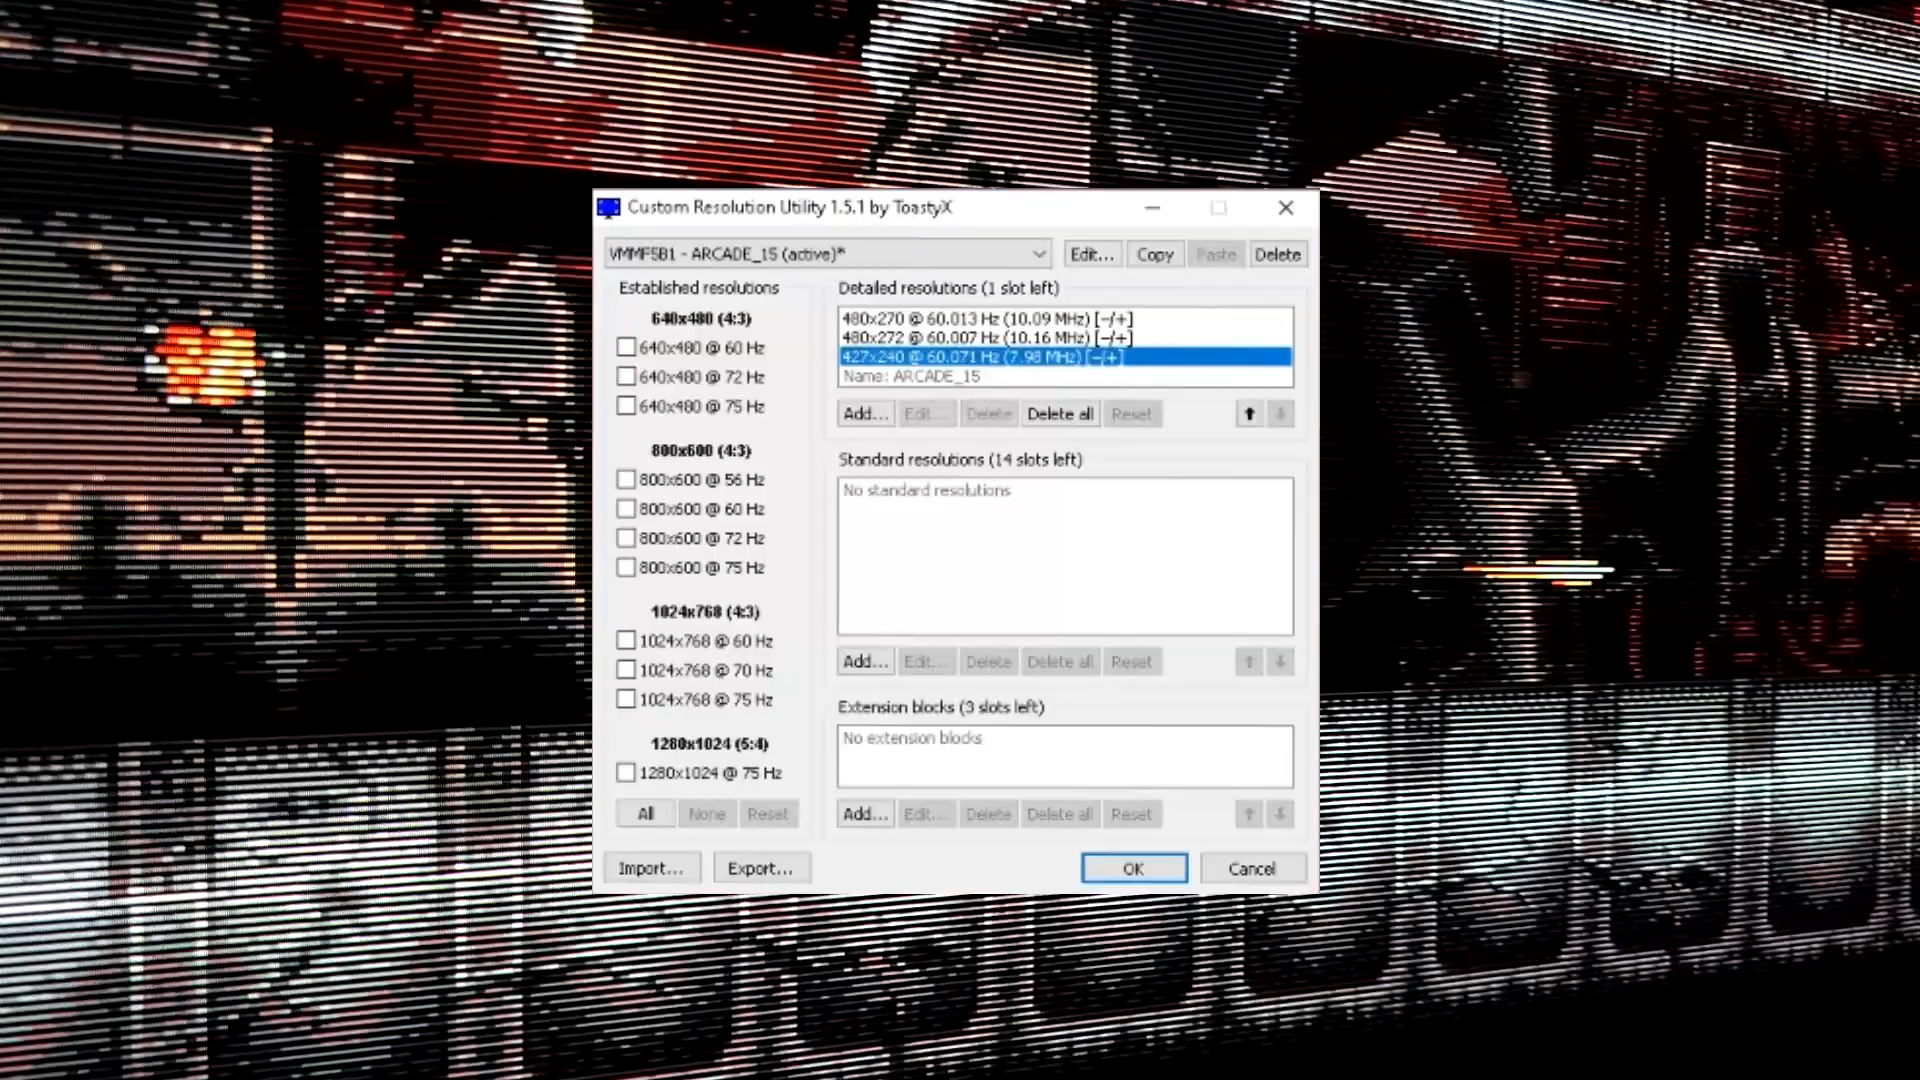 Custom Resolution Utility 1.5.1 by ToastyX
VMMF5B1 - ARCADE_15 (active)*
Edit...
Copy
Paste
Delete
Established resolutions
640x480 (4:3)
640x480 @ 60 Hz
640x480 @ 72 Hz
640x480 @ 75 Hz
800x600 (4:3)
800x600 @ 56 Hz
800x600 @ 60 Hz
800x600 @ 72 Hz
800x600 @ 75 Hz
1024x768 (4:3)
1024x768 @ 60 Hz
1024x768 @ 70 Hz
1024x768 @ 75 Hz
1280x1024 (5:4)
1280x1024 @ 75 Hz
All
None
Reset
Detailed resolutions (1 slot left)
480x270 @ 60.013 Hz (10.09 MHz) [-/+]
480x272 @ 60.007 Hz (10.16 MHz) [-/+]
427x240 @ 60.071 Hz (7.98 MHz) [-/+]
Name: ARCADE_15
Add...
Edit...
Delete
Delete all
Reset
Standard resolutions (14 slots left)
No standard resolutions
Add...
Edit...
Delete
Delete all
Reset
Extension blocks (3 slots left)
No extension blocks
Add...
Edit...
Delete
Delete all
Reset
Import...
Export...
OK
Cancel